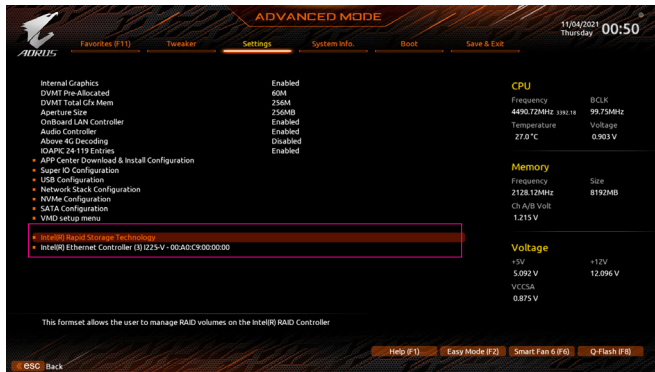 ADVANCED MODE
11/04/2021
Thursday
00:50
AORUS
Favorites (F11)
Tweaker
Settings
System Info.
Boot
Save & Exit
Internal Graphics Enabled
DVMT Pre-Allocated 60M
DVMT Total Gfx Mem 256M
Aperture Size 256MB
OnBoard LAN Controller Enabled
Audio Controller Enabled
Above 4G Decoding Disabled
IOAPIC 24-119 Entries Enabled
APP Center Download & Install Configuration
Super IO Configuration
USB Configuration
Network Stack Configuration
NVMe Configuration
SATA Configuration
VMD setup menu
Intel(R) Rapid Storage Technology
Intel(R) Ethernet Controller (3) I225-V - 00:A0:C9:00:00:00
CPU
Frequency BCLK
4490.72MHz 3392.18 99.75MHz
Temperature Voltage
27.0 °C 0.903 V
Memory
Frequency Size
2128.12MHz 8192MB
Ch A/B Volt
1.215 V
Voltage
+5V +12V
5.092 V 12.096 V
VCCSA
0.875 V
This formset allows the user to manage RAID volumes on the Intel(R) RAID Controller
Help (F1)
Easy Mode (F2)
Smart Fan 6 (F6)
Q-Flash (F8)
esc Back